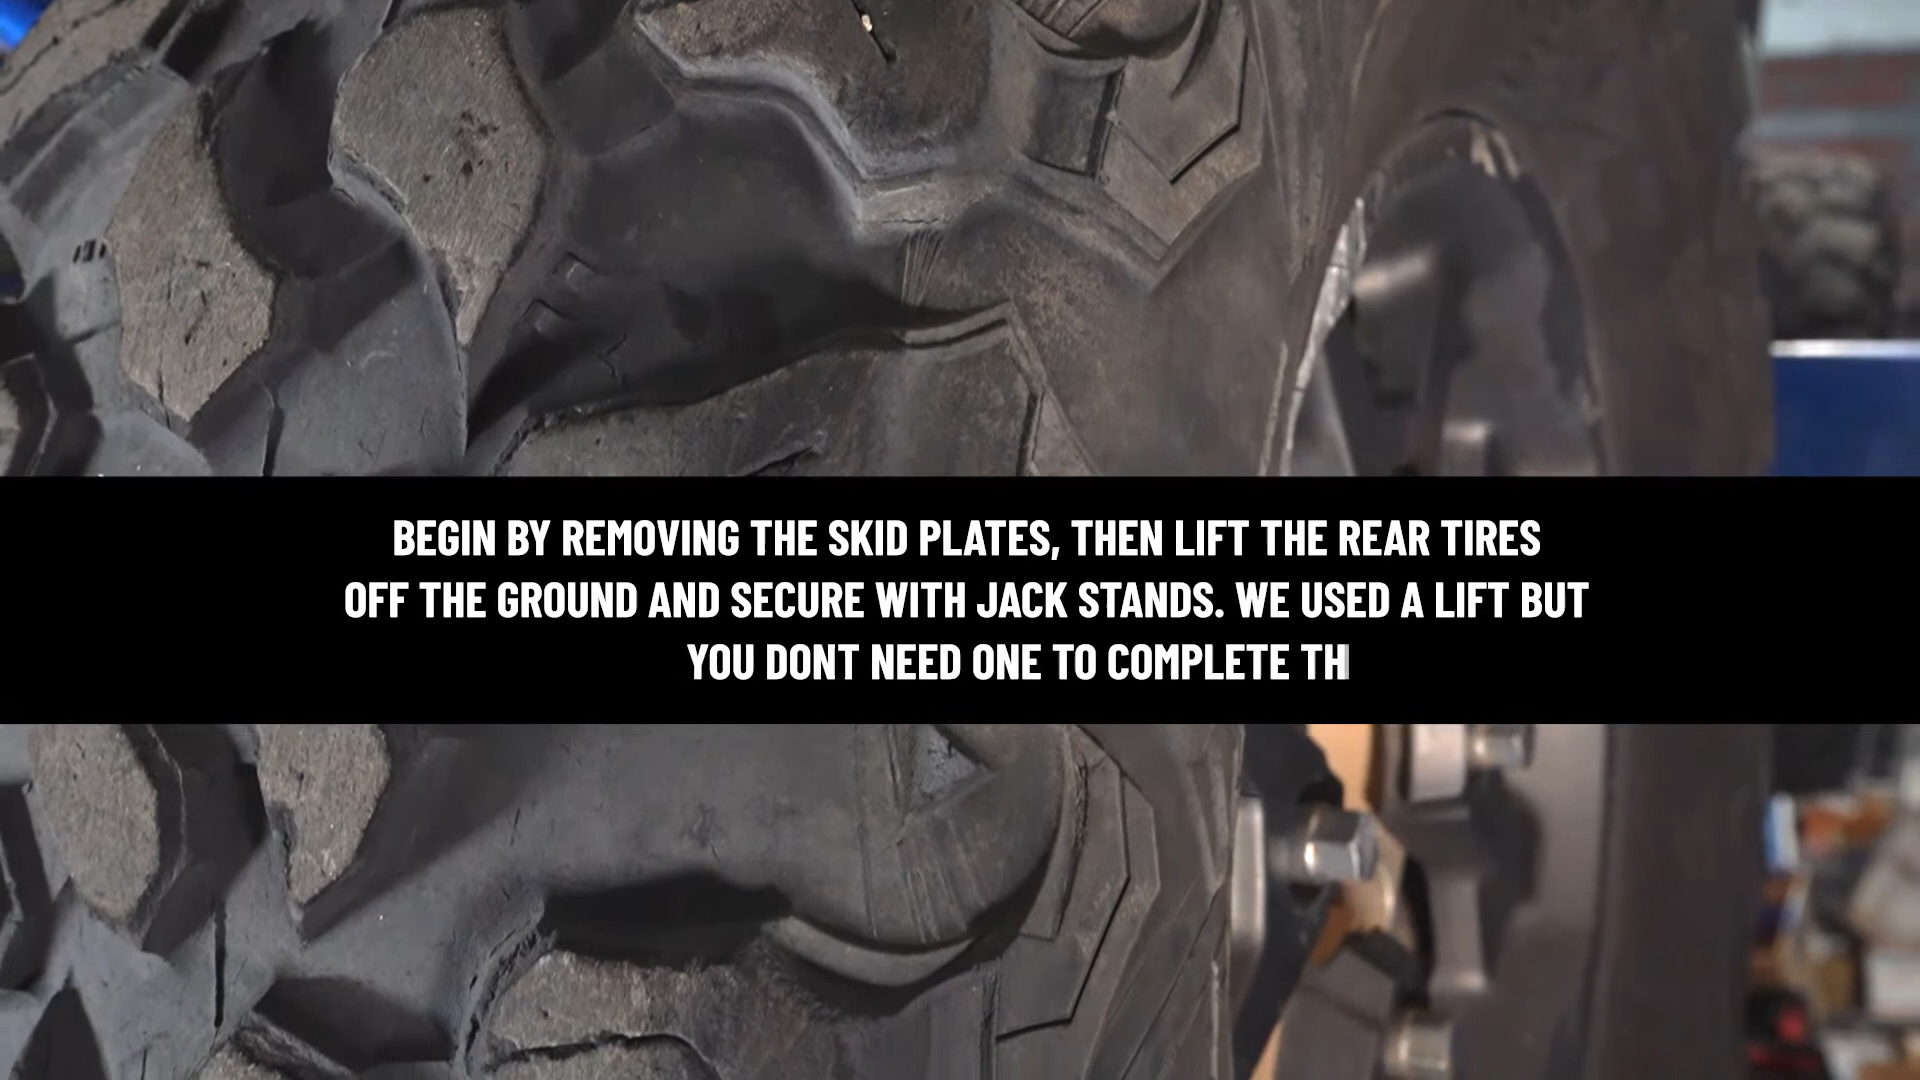 BEGIN BY REMOVING THE SKID PLATES, THEN LIFT THE REAR TIRES
OFF THE GROUND AND SECURE WITH JACK STANDS. WE USED A LIFT BUT
YOU DONT NEED ONE TO COMPLETE TH